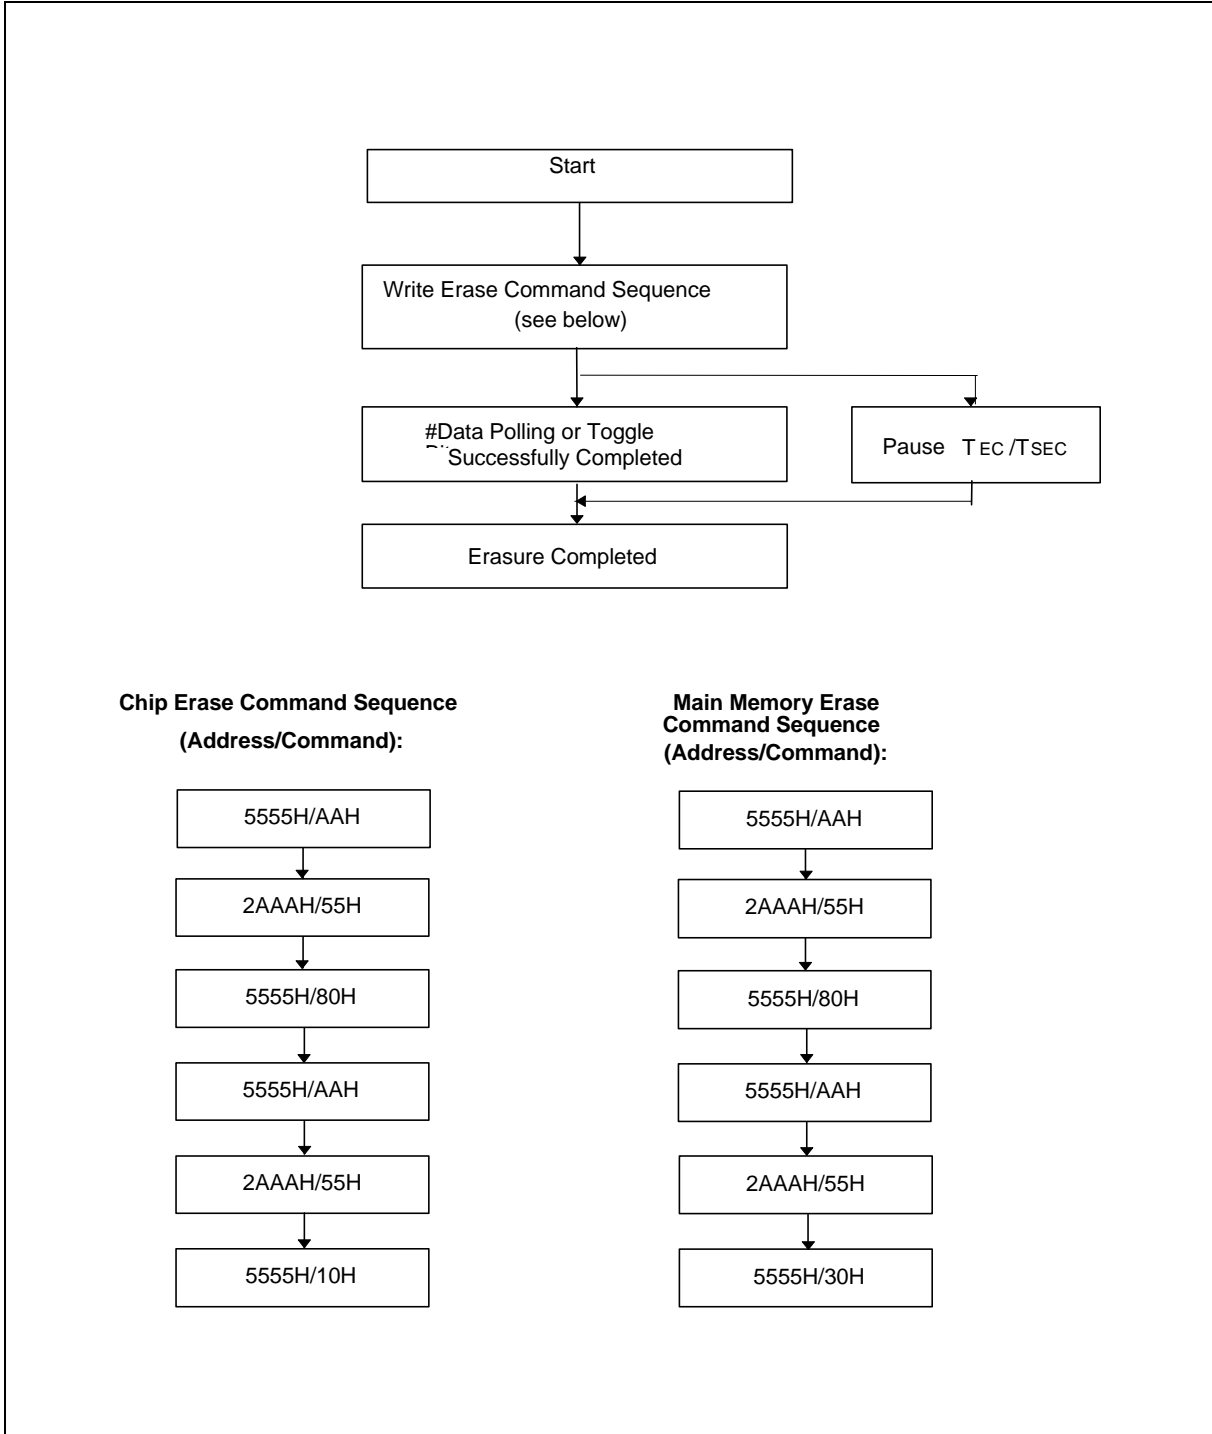 Start
Write Erase Command Sequence
(see below)
#Data Polling or Toggle
Successfully Completed
Pause TEC/TSEC
Erasure Completed
Chip Erase Command Sequence
(Address/Command):
5555H/AAH
2AAAH/55H
5555H/80H
5555H/AAH
2AAAH/55H
5555H/10H
Main Memory Erase
Command Sequence
(Address/Command):
5555H/AAH
2AAAH/55H
5555H/80H
5555H/AAH
2AAAH/55H
5555H/30H